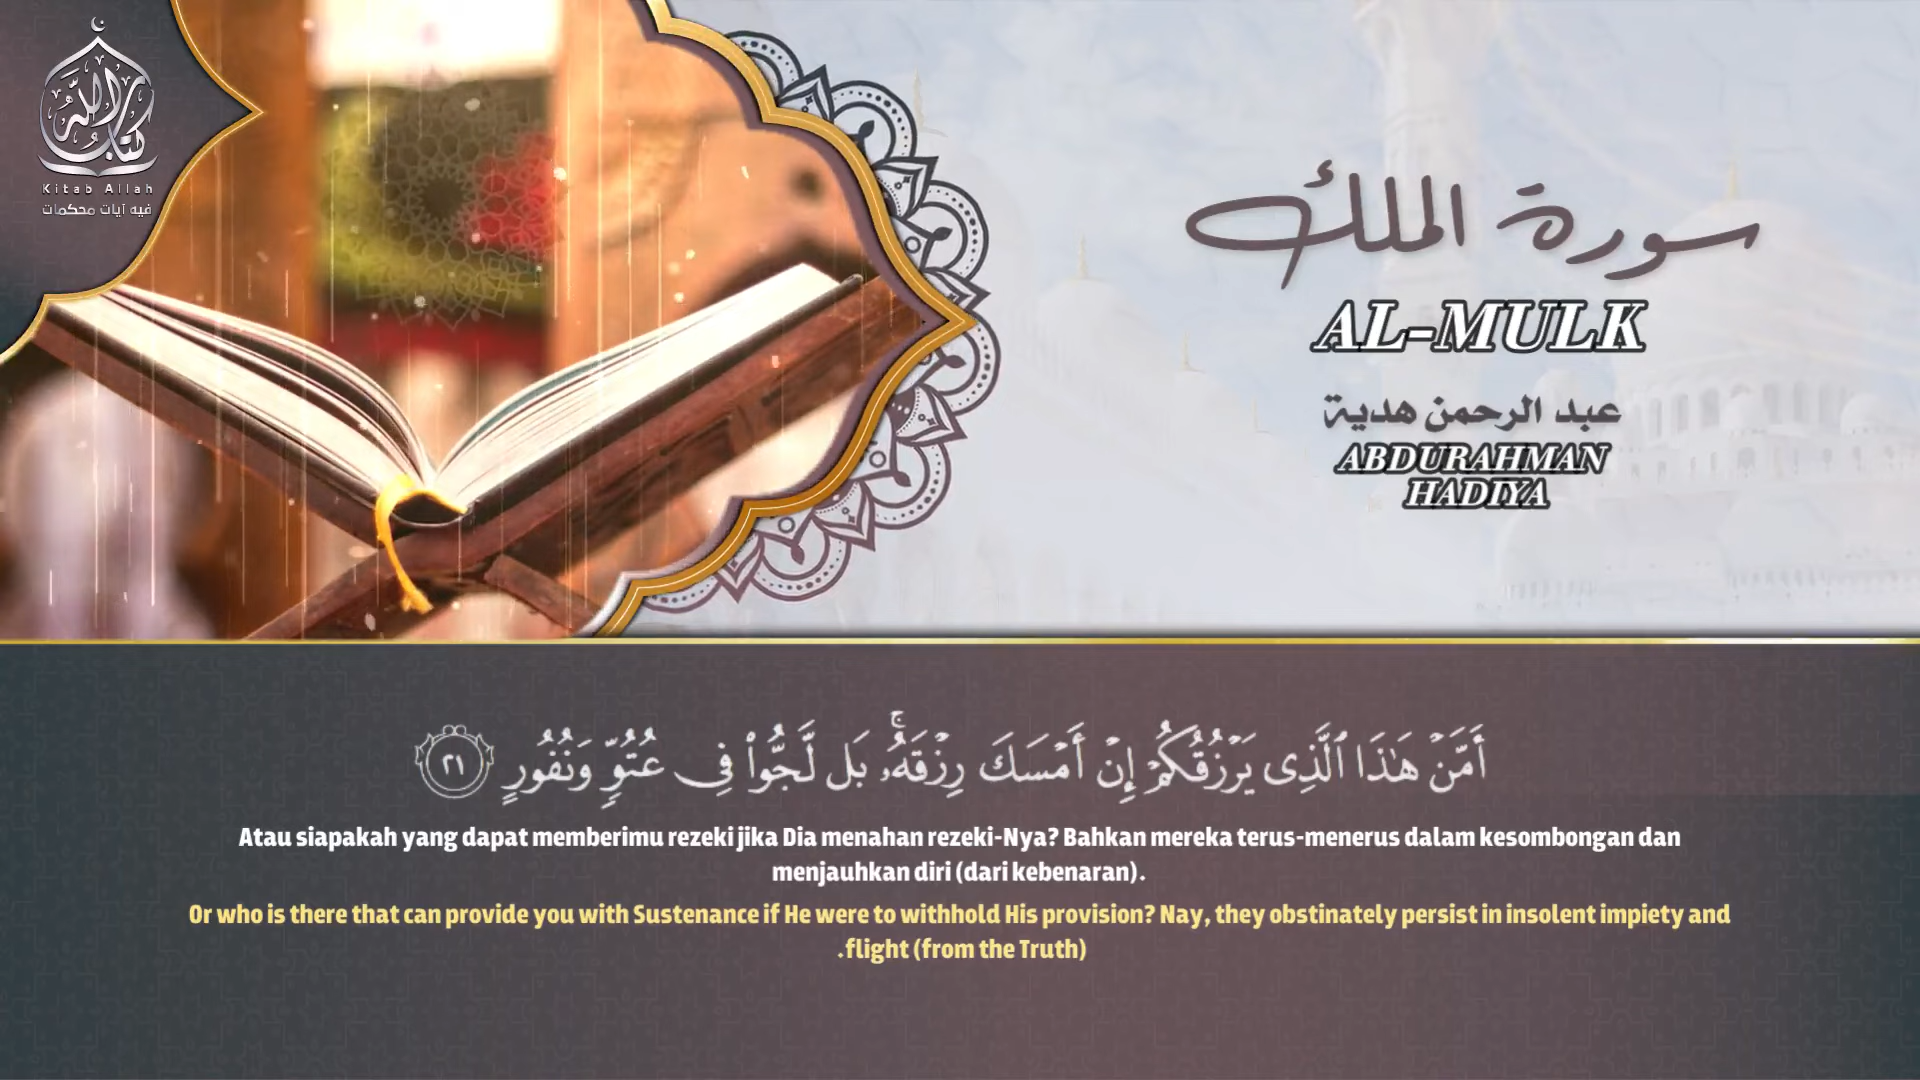 كتاب الله
Kitab Allah
فيه آيات محكمات
سورة الملك
AL-MULK
عبد الرحمن هدية
ABDURAHMAN
HADIYA
أَمَّنْ هَٰذَا ٱلَّذِى يَرْزُقُكُمْ إِنْ أَمْسَكَ رِزْقَهُۥ ۚ بَل لَّجُّوا۟ فِى عُتُوٍّ وَنُفُورٍ ٢١
Atau siapakah yang dapat memberimu rezeki jika Dia menahan rezeki-Nya? Bahkan mereka terus-menerus dalam kesombongan dan
menjauhkan diri (dari kebenaran).
Or who is there that can provide you with Sustenance if He were to withhold His provision? Nay, they obstinately persist in insolent impiety and
.flight (from the Truth)